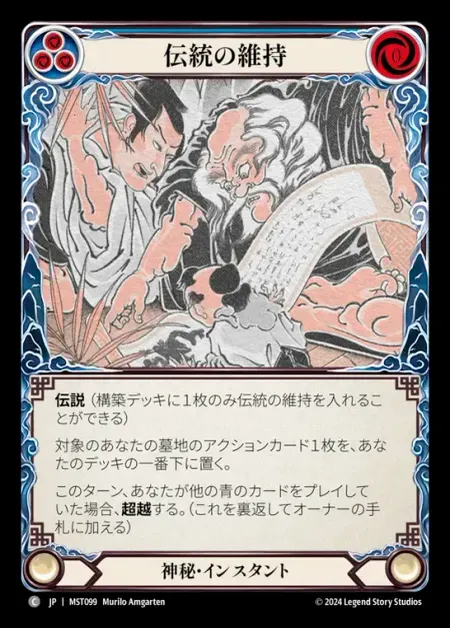 伝統の維持
0
伝説 (構築デッキに1枚のみ伝統の維持を入れるこ
とができる)
対象のあなたの墓地のアクションカード1枚を、あな
たのデッキの一番下に置く。
このターン、あなたが他の青のカードをプレイして
いた場合、超越する。(これを裏返してオーナーの手
札に加える)
神秘・インスタント
C JP | MST099 Murilo Amgarten
© 2024 Legend Story Studios